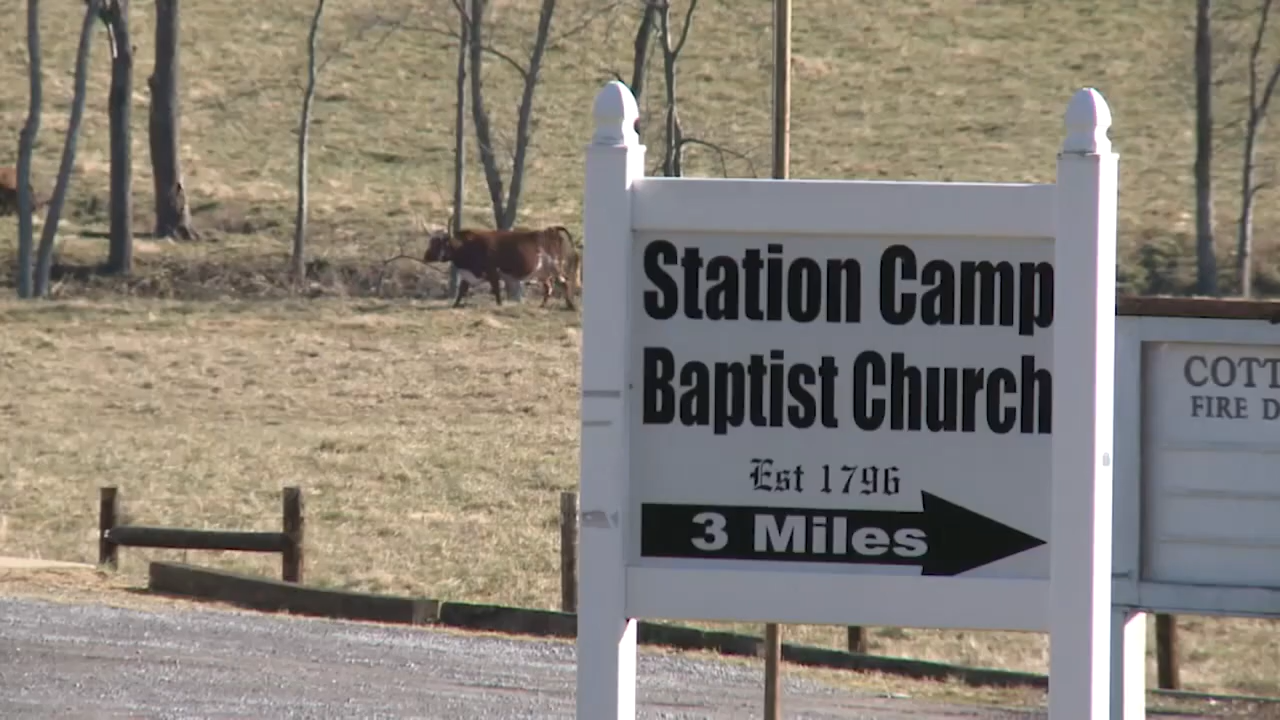 Station Camp
Baptist Church
Est 1796
3 Miles
COTT
FIRE D